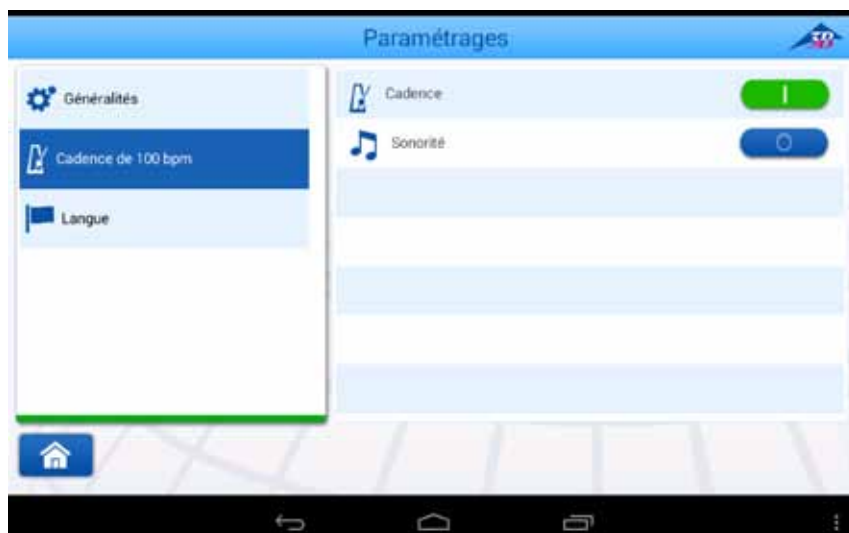 Paramétrages
Généralités
Cadence de 100 bpm
Langue
Cadence
I
Sonorité
O